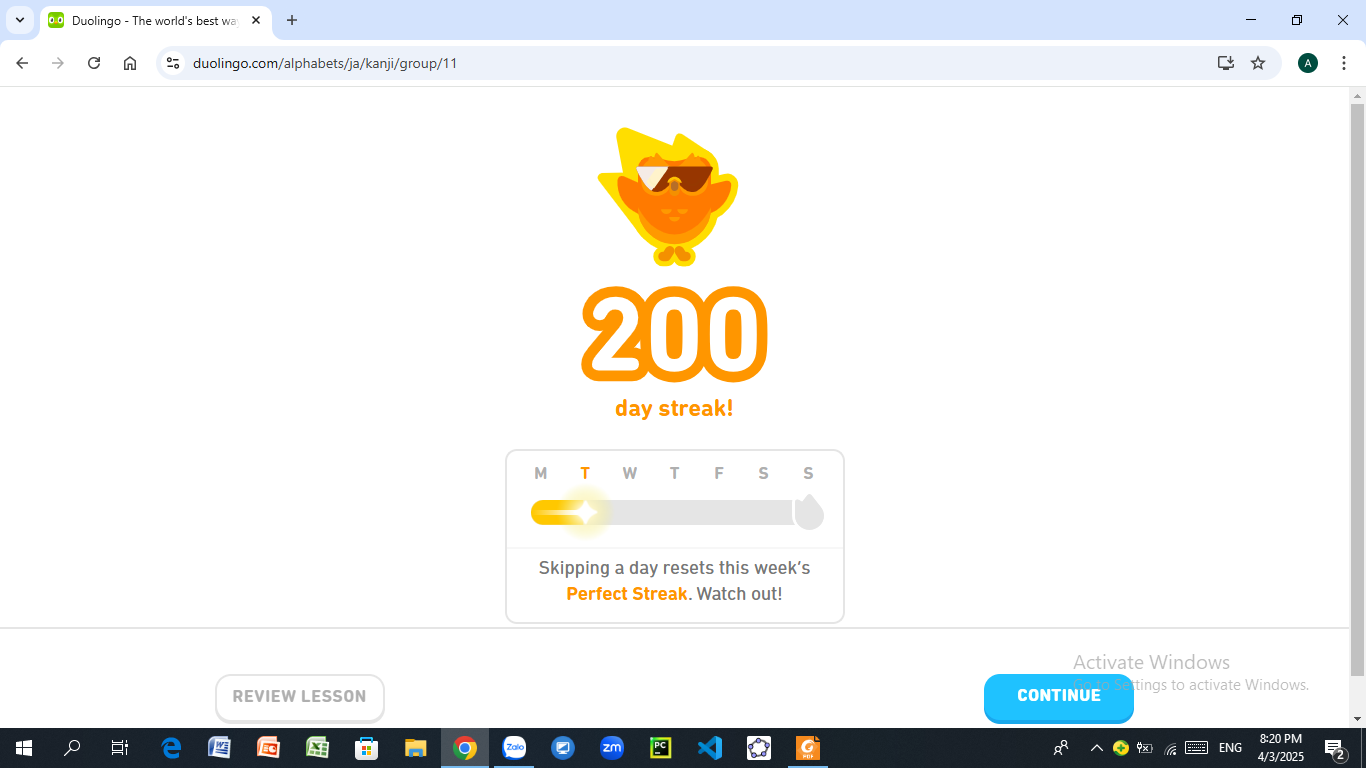 Duolingo - The world's best wa
duolingo.com/alphabets/ja/kanji/group/11
A
200
day streak!
M T W T F S S
Skipping a day resets this week's
Perfect Streak. Watch out!
REVIEW LESSON
CONTINUE
Activate Windows
Go to Settings to activate Windows.
Zalo
zm
PC
PDF
ENG
8:20 PM
4/3/2025
2